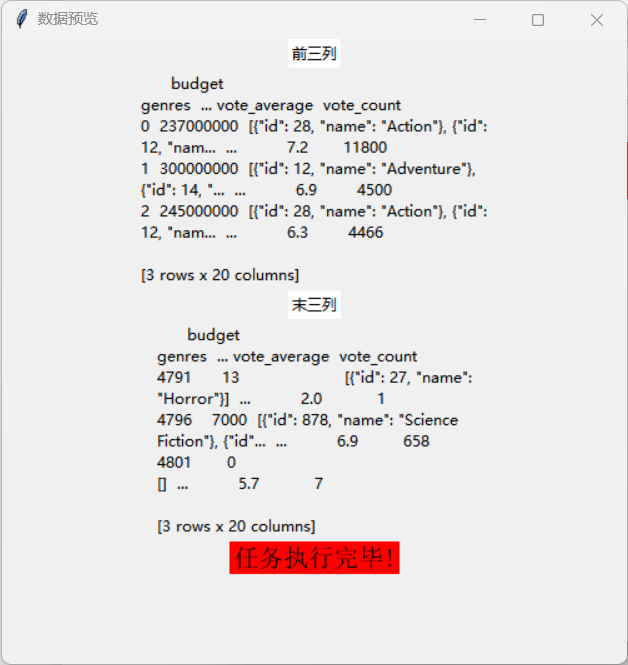 数据预览
前三列
budget
genres ... vote_average vote_count
0 237000000 [{"id": 28, "name": "Action"}, {"id":
12, "nam... ... 7.2 11800
1 300000000 [{"id": 12, "name": "Adventure"},
{"id": 14, "... ... 6.9 4500
2 245000000 [{"id": 28, "name": "Action"}, {"id":
12, "nam... ... 6.3 4466
[3 rows x 20 columns]
末三列
budget
genres ... vote_average vote_count
4791 13 [{"id": 27, "name":
"Horror"}] ... 2.0 1
4796 7000 [{"id": 878, "name": "Science
Fiction"}, {"id"... ... 6.9 658
4801 0
[] ... 5.7 7
[3 rows x 20 columns]
任务执行完毕!